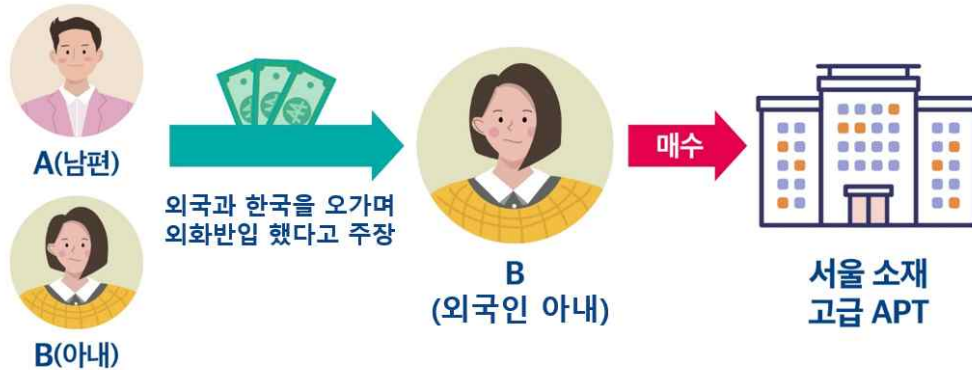 A(남편)
B(아내)
외국과 한국을 오가며
외화반입 했다고 주장
B
(외국인 아내)
매수
서울 소재
고급 APT